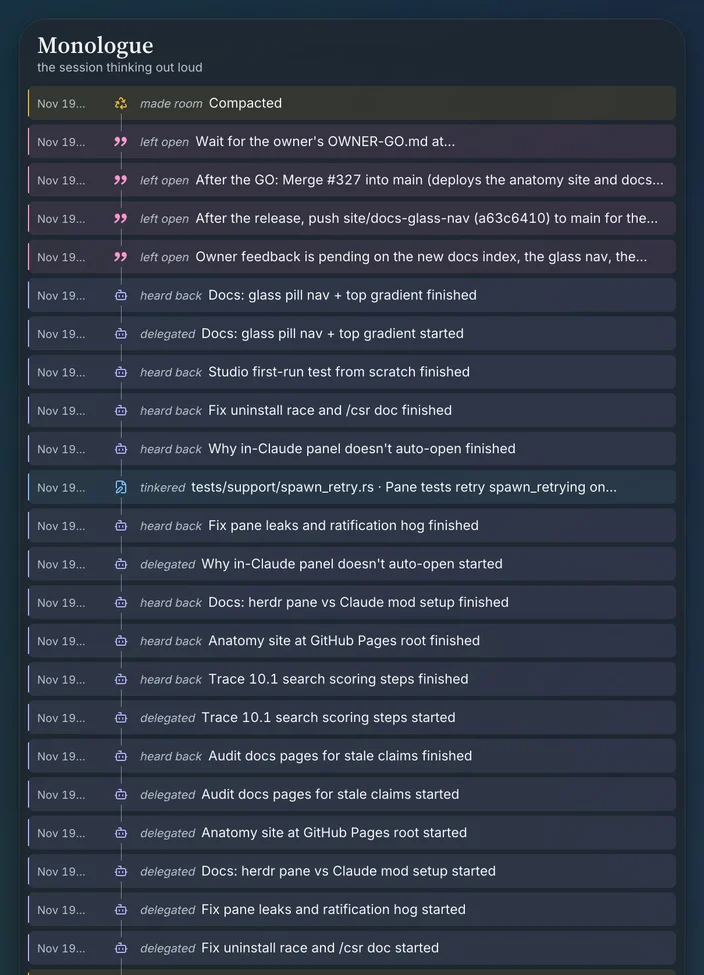 Monologue
the session thinking out loud
Nov 19... made room Compacted
Nov 19... left open Wait for the owner's OWNER-GO.md at...
Nov 19... left open After the GO: Merge #327 into main (deploys the anatomy site and docs...
Nov 19... left open After the release, push site/docs-glass-nav (a63c6410) to main for the...
Nov 19... left open Owner feedback is pending on the new docs index, the glass nav, the...
Nov 19... heard back Docs: glass pill nav + top gradient finished
Nov 19... delegated Docs: glass pill nav + top gradient started
Nov 19... heard back Studio first-run test from scratch finished
Nov 19... heard back Fix uninstall race and /csr doc finished
Nov 19... heard back Why in-Claude panel doesn't auto-open finished
Nov 19... tinkered tests/support/spawn_retry.rs · Pane tests retry spawn_retrying on...
Nov 19... heard back Fix pane leaks and ratification hog finished
Nov 19... delegated Why in-Claude panel doesn't auto-open started
Nov 19... heard back Docs: herdr pane vs Claude mod setup finished
Nov 19... heard back Anatomy site at GitHub Pages root finished
Nov 19... heard back Trace 10.1 search scoring steps finished
Nov 19... delegated Trace 10.1 search scoring steps started
Nov 19... heard back Audit docs pages for stale claims finished
Nov 19... delegated Audit docs pages for stale claims started
Nov 19... delegated Anatomy site at GitHub Pages root started
Nov 19... delegated Docs: herdr pane vs Claude mod setup started
Nov 19... delegated Fix pane leaks and ratification hog started
Nov 19... delegated Fix uninstall race and /csr doc started